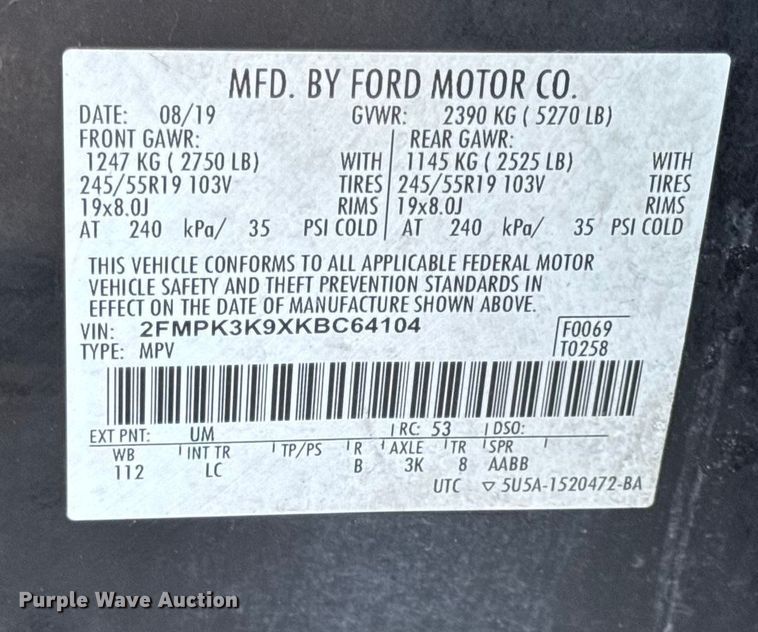 MFD. BY FORD MOTOR CO.
DATE: 08/19 GVWR: 2390 KG ( 5270 LB)
FRONT GAWR: REAR GAWR:
1247 KG ( 2750 LB) WITH 1145 KG ( 2525 LB) WITH
245/55R19 103V TIRES 245/55R19 103V TIRES
19x8.0J RIMS 19x8.0J RIMS
AT 240 kPa/ 35 PSI COLD AT 240 kPa/ 35 PSI COLD
THIS VEHICLE CONFORMS TO ALL APPLICABLE FEDERAL MOTOR
VEHICLE SAFETY AND THEFT PREVENTION STANDARDS IN
EFFECT ON THE DATE OF MANUFACTURE SHOWN ABOVE.
VIN: 2FMPK3K9XKBC64104 F0069
TYPE: MPV T0258
EXT PNT: UM RC: 53 DSO:
WB INT TR TP/PS R AXLE TR SPR
112 LC B 3K 8 AABB
UTC ▽ 5U5A-1520472-BA
Purple Wave Auction